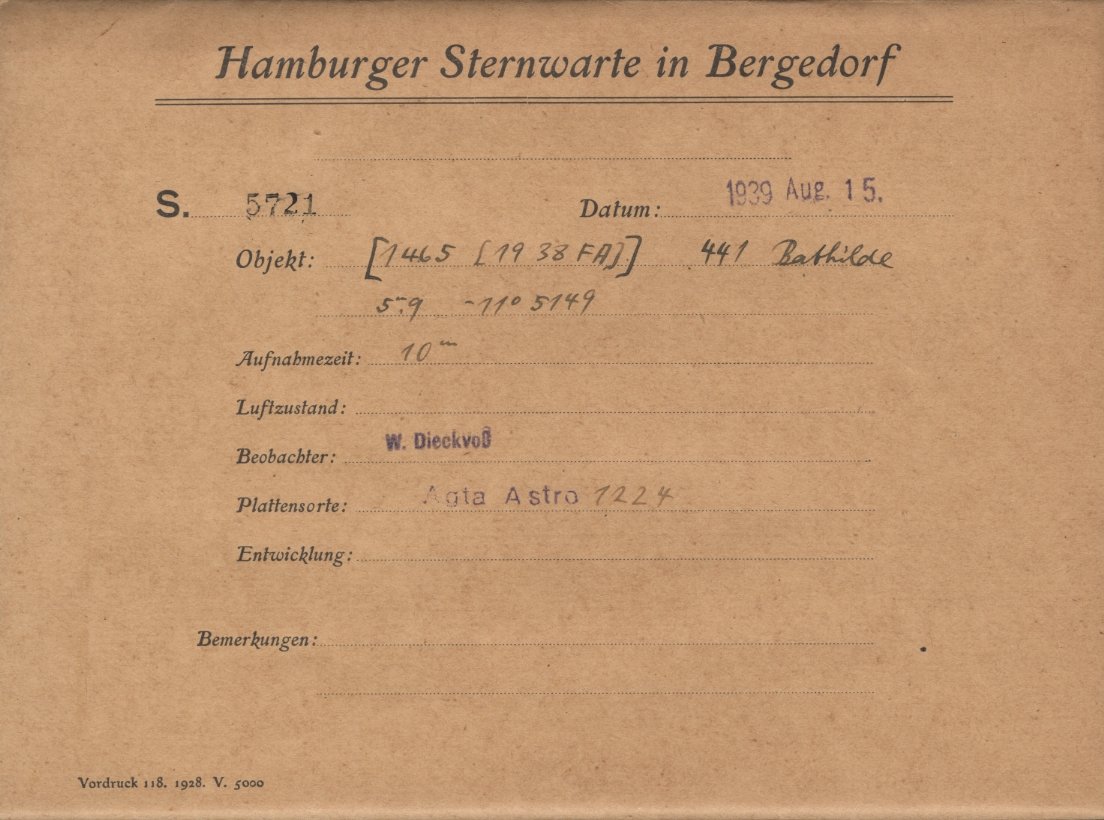 Hamburger Sternwarte in Bergedorf
S. 5721 Datum: 1939 Aug. 15.
Objekt: [1465 [1938 FA]] 441 Bathilde
5ᵐ.9 -11° 5149
Aufnahmezeit: 10ᵐ
Luftzustand:
Beobachter: W. Dieckvoß
Plattensorte: Agfa Astro 1224
Entwicklung:
Bemerkungen:
Vordruck 118. 1928. V. 5000